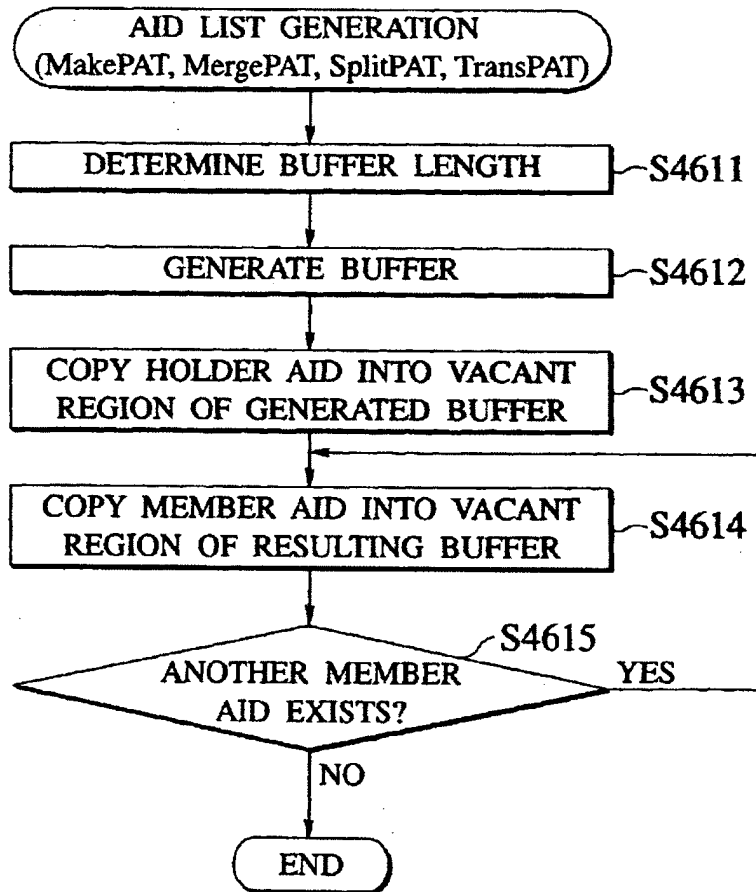 AID LIST GENERATION
(MakePAT, MergePAT, SplitPAT, TransPAT)
DETERMINE BUFFER LENGTH
S4611
GENERATE BUFFER
S4612
COPY HOLDER AID INTO VACANT
REGION OF GENERATED BUFFER
S4613
COPY MEMBER AID INTO VACANT
REGION OF RESULTING BUFFER
S4614
S4615
ANOTHER MEMBER
AID EXISTS?
YES
NO
END